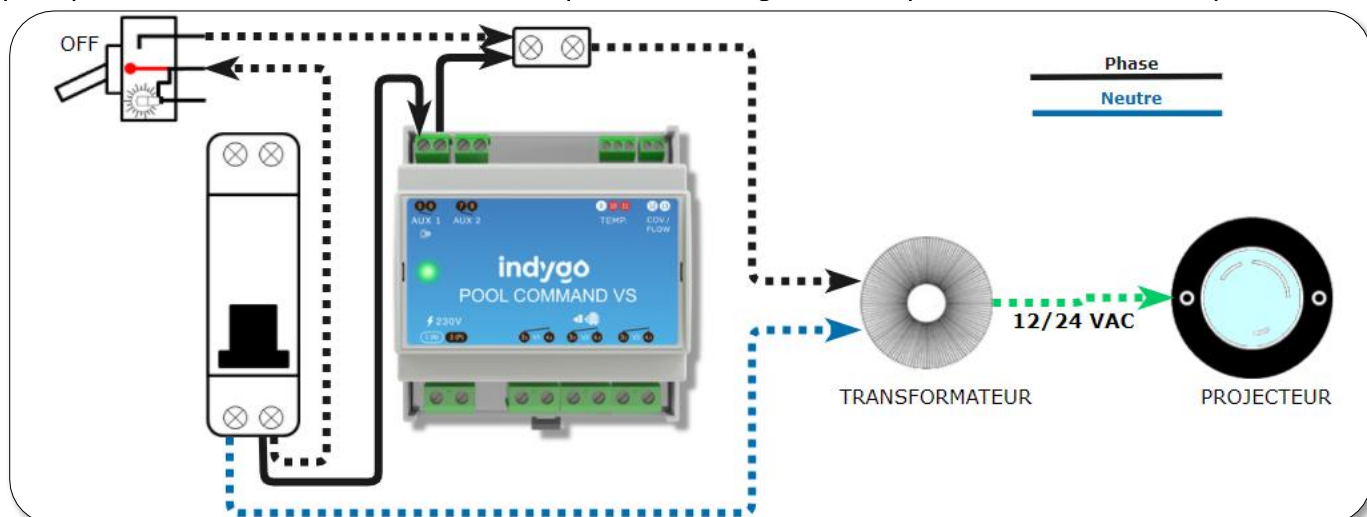 OFF
Phase
Neutre
AUX 1 AUX 2
TEMP.
COV/
FLOW
indygo
POOL COMMAND VS
230V
12/24 VAC
TRANSFORMATEUR
PROJECTEUR